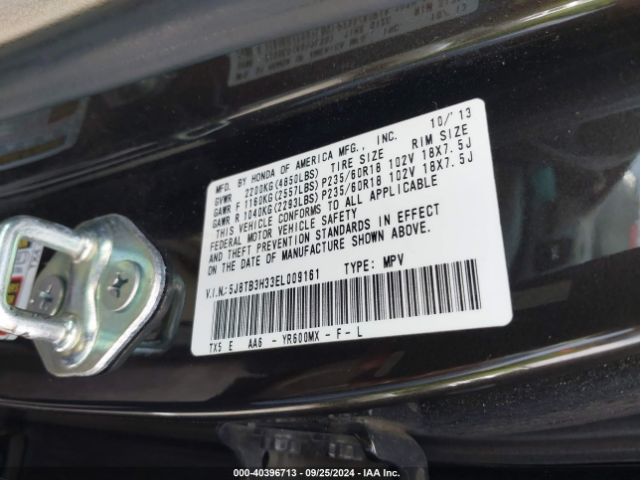 10/'13
MFD. BY HONDA OF AMERICA MFG., INC.
GVWR 2200KG(4850LBS) TIRE SIZE RIM SIZE
GAWR F 1160KG(2557LBS)P235/60R18 102V 18X7.5J
GAWR R 1040KG(2293LBS)P235/60R18 102V 18X7.5J
THIS VEHICLE CONFORMS TO ALL APPLICABLE
FEDERAL MOTOR VEHICLE SAFETY
AND THEFT PREVENTION STANDARDS IN EFFECT
ON THE DATE OF MANUFACTURE SHOWN ABOVE.
V.I.N.:5J8TB3H33EL009161 TYPE: MPV
TX5 E AA6 - YR600MX - F - L
000-40396713 - 09/25/2024 - IAA Inc.